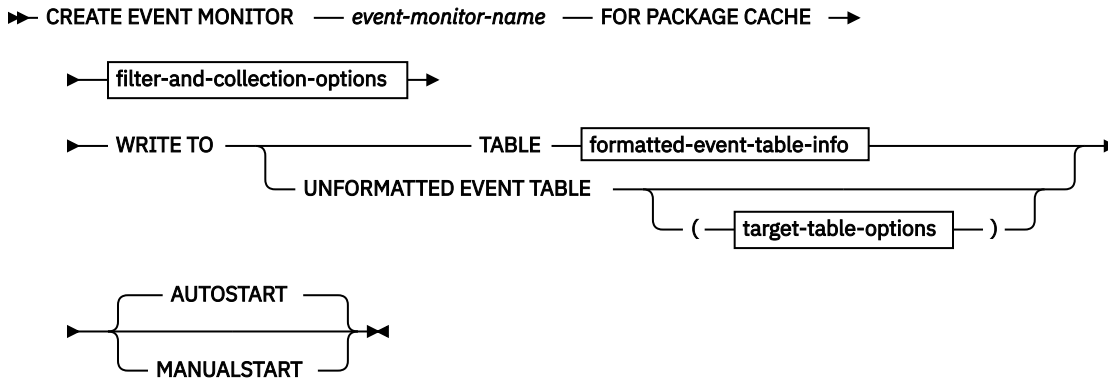 CREATE EVENT MONITOR event-monitor-name FOR PACKAGE CACHE
filter-and-collection-options
WRITE TO TABLE formatted-event-table-info
UNFORMATTED EVENT TABLE
( target-table-options )
AUTOSTART
MANUALSTART